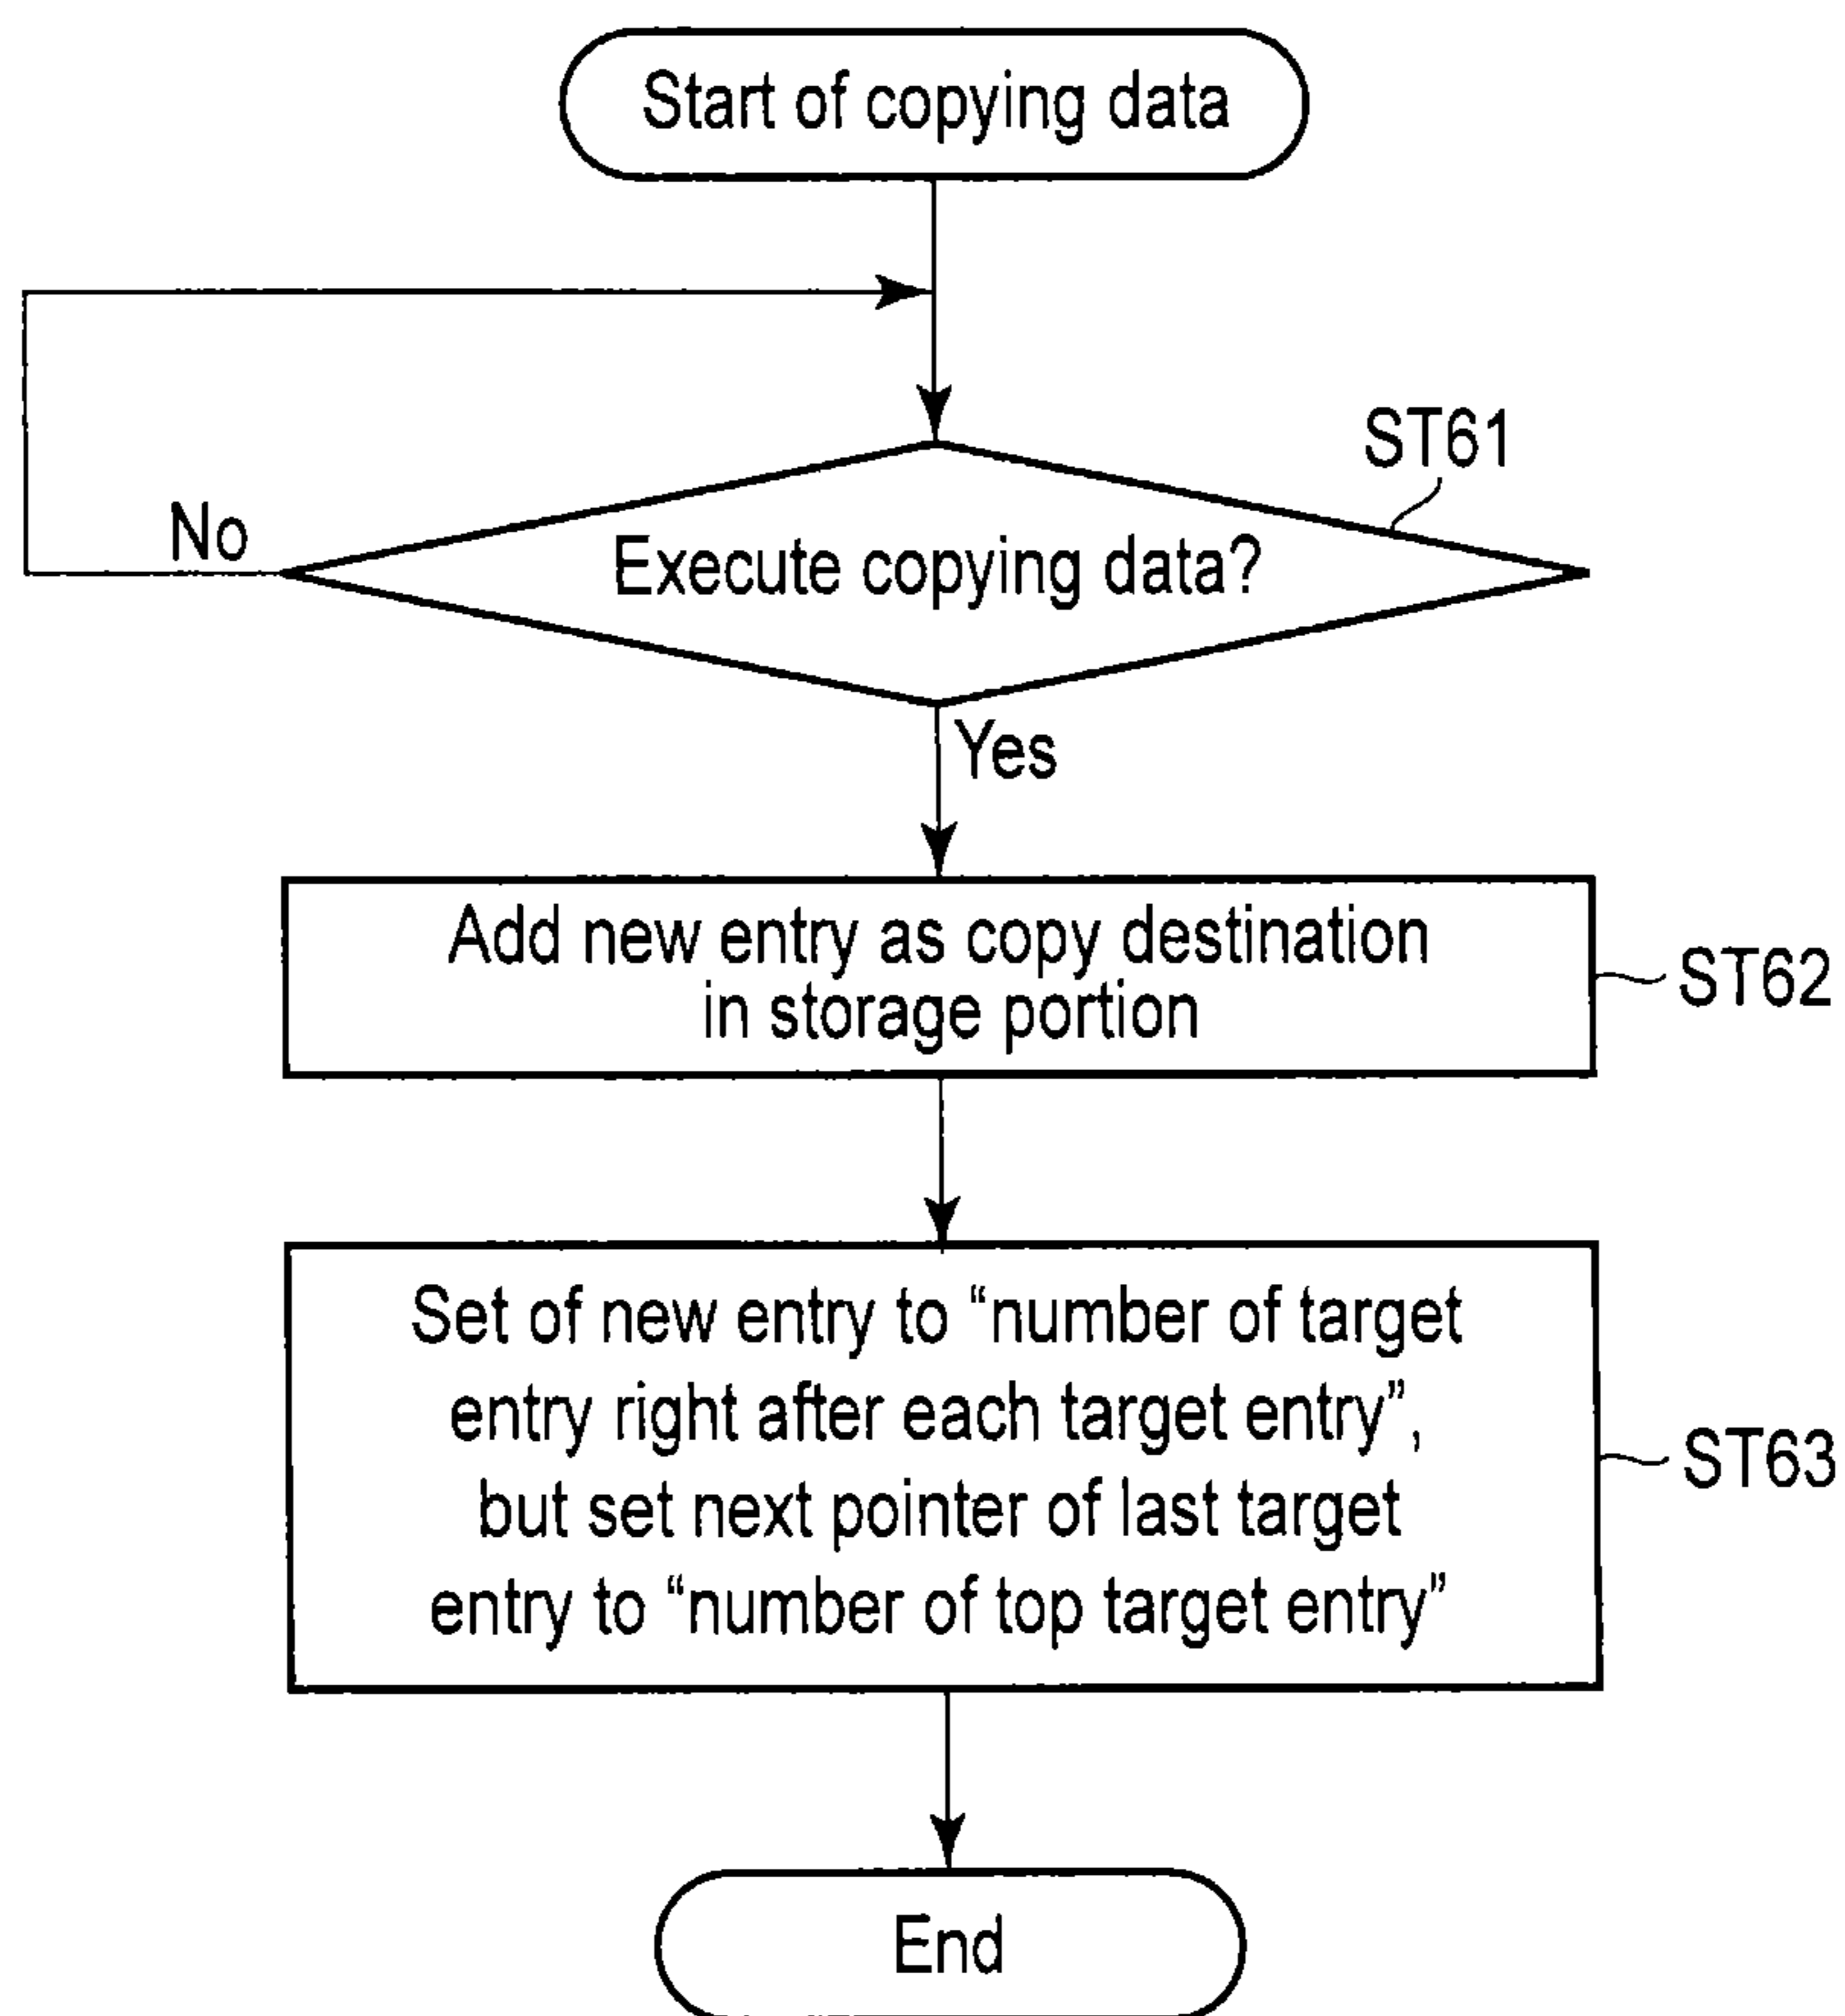 Start of copying data
ST61
No
Execute copying data?
Yes
Add new entry as copy destination
in storage portion
ST62
Set of new entry to “number of target
entry right after each target entry”,
but set next pointer of last target
entry to “number of top target entry”
ST63
End